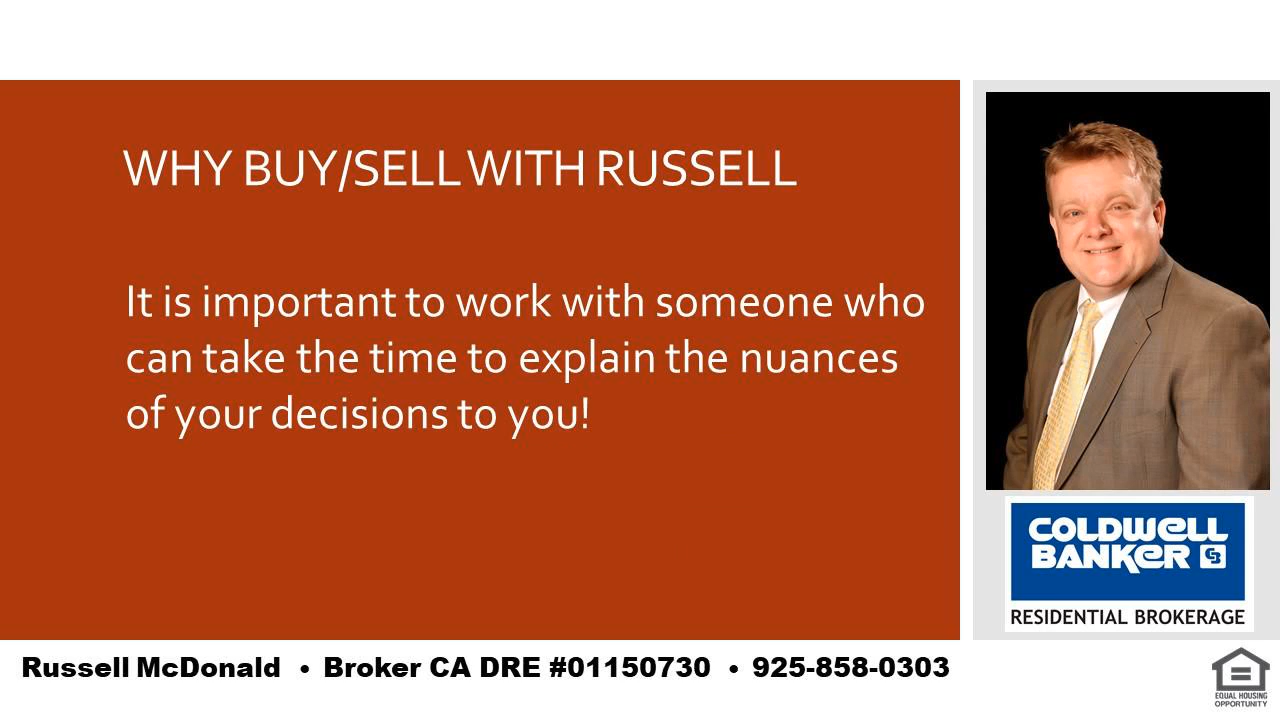 WHY BUY/SELL WITH RUSSELL
It is important to work with someone who
can take the time to explain the nuances
of your decisions to you!
COLDWELL
BANKER CB
RESIDENTIAL BROKERAGE
Russell McDonald • Broker CA DRE #01150730 • 925-858-0303
EQUAL HOUSING
OPPORTUNITY